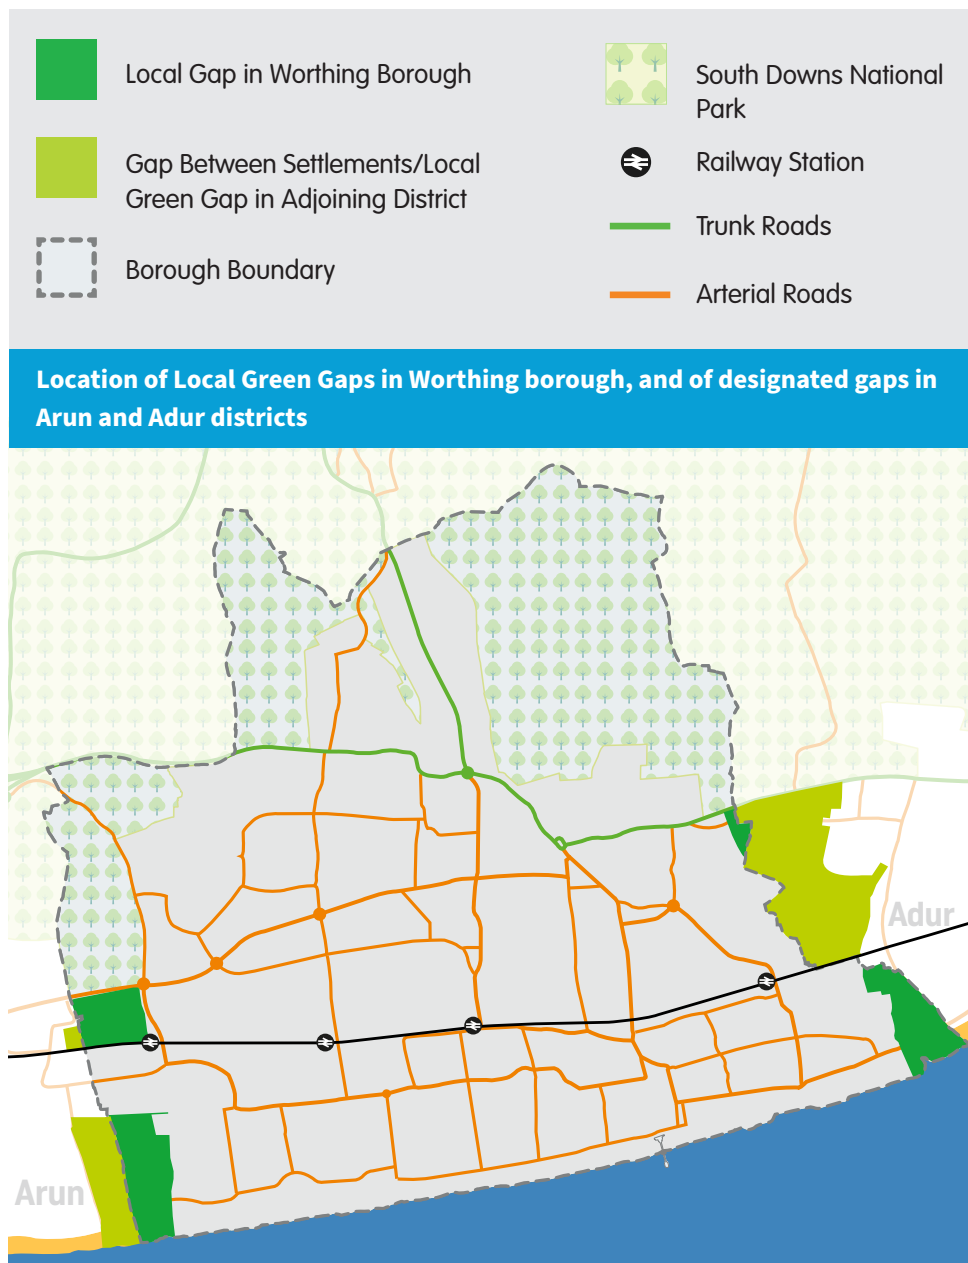 Local Gap in Worthing Borough
Gap Between Settlements/Local
Green Gap in Adjoining District
Borough Boundary
South Downs National
Park
Railway Station
Trunk Roads
Arterial Roads
Location of Local Green Gaps in Worthing borough, and of designated gaps in
Arun and Adur districts
Adur
Arun